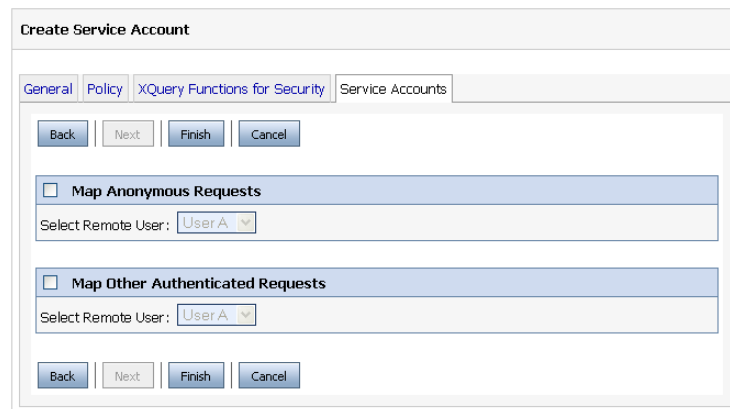 Create Service Account
General Policy XQuery Functions for Security Service Accounts
Back Next Finish Cancel
Map Anonymous Requests
Select Remote User: User A
Map Other Authenticated Requests
Select Remote User: User A
Back Next Finish Cancel